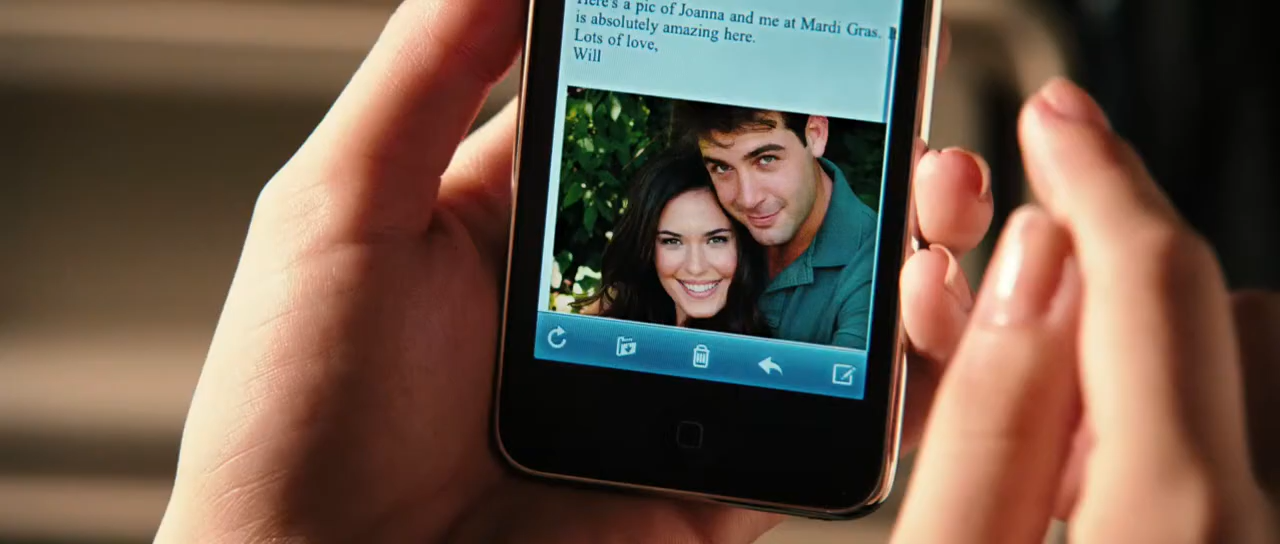 Here's a pic of Joanna and me at Mardi Gras.
is absolutely amazing here.
Lots of love,
Will